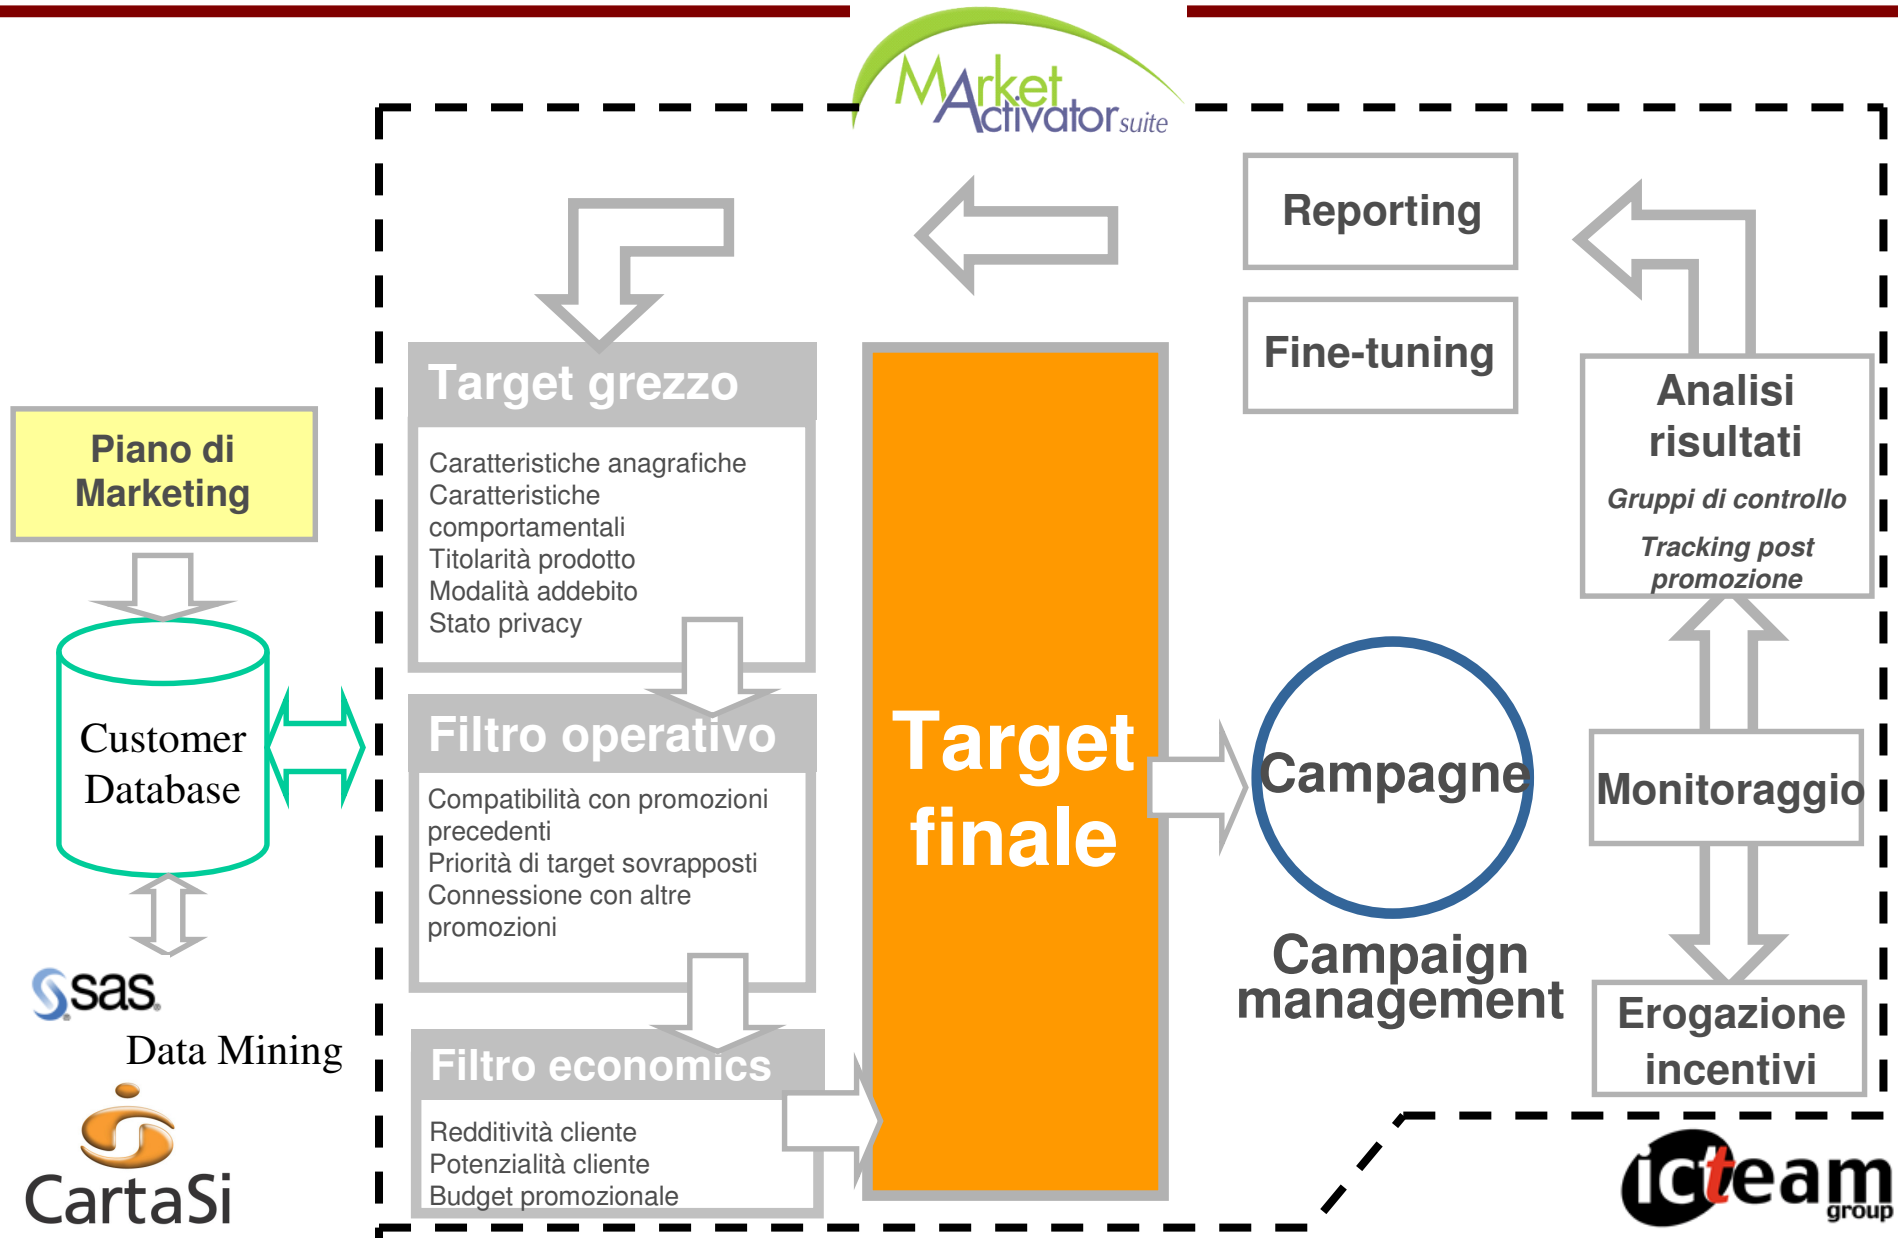 MArket
Activator suite
Reporting
Fine-tuning
Target grezzo
Caratteristiche anagrafiche
Caratteristiche
comportamentali
Titolarità prodotto
Modalità addebito
Stato privacy
Piano di
Marketing
Customer
Database
sas.
Data Mining
CartaSi
Filtro operativo
Compatibilità con promozioni
precedenti
Priorità di target sovrapposti
Connessione con altre
promozioni
Filtro economics
Redditività cliente
Potenzialità cliente
Budget promozionale
Target
finale
Campagne
Campaign
management
Analisi
risultati
Gruppi di controllo
Tracking post
promozione
Monitoraggio
Erogazione
incentivi
icteam
group